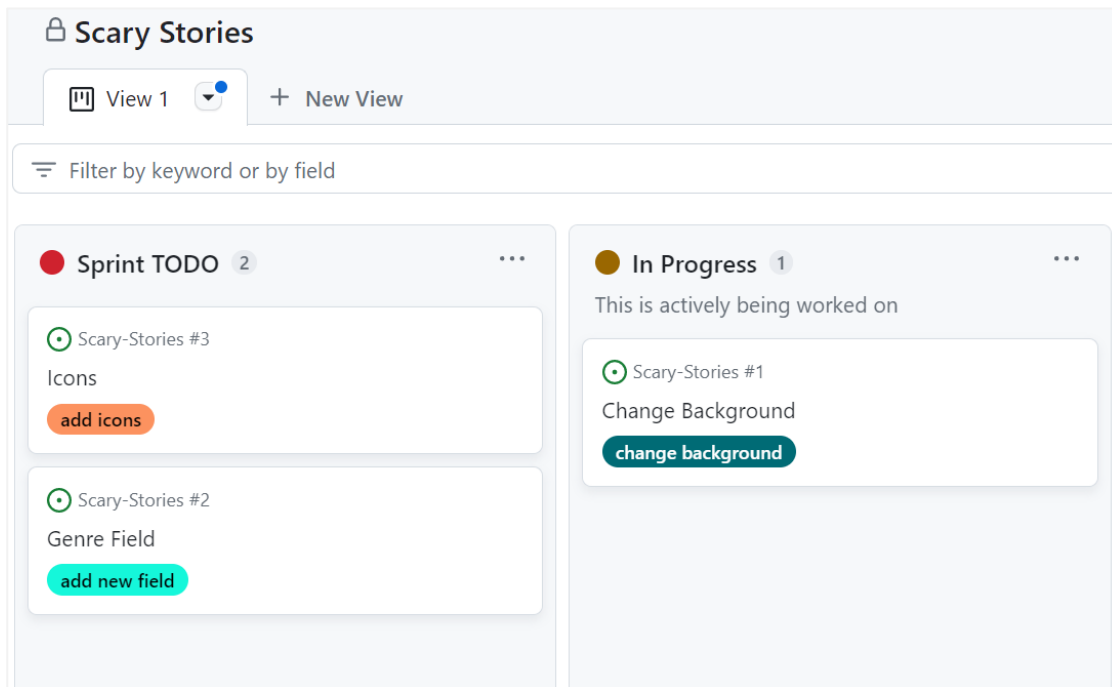 Scary Stories
View 1
New View
Filter by keyword or by field
Sprint TODO 2
Scary-Stories #3
Icons
add icons
Scary-Stories #2
Genre Field
add new field
In Progress 1
This is actively being worked on
Scary-Stories #1
Change Background
change background